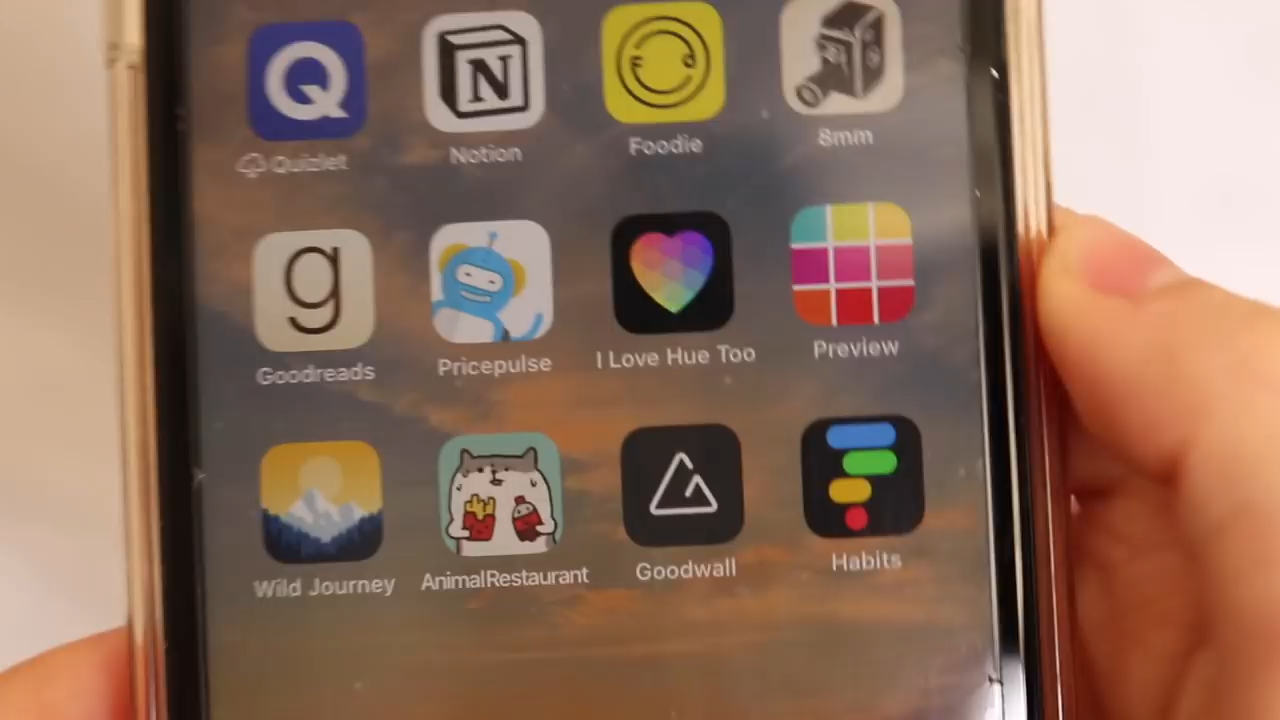 Q
N
Quizlet
Notion
Foodie
8mm
g
Goodreads
Pricepulse
I Love Hue Too
Preview
Wild Journey
AnimalRestaurant
Goodwall
Habits